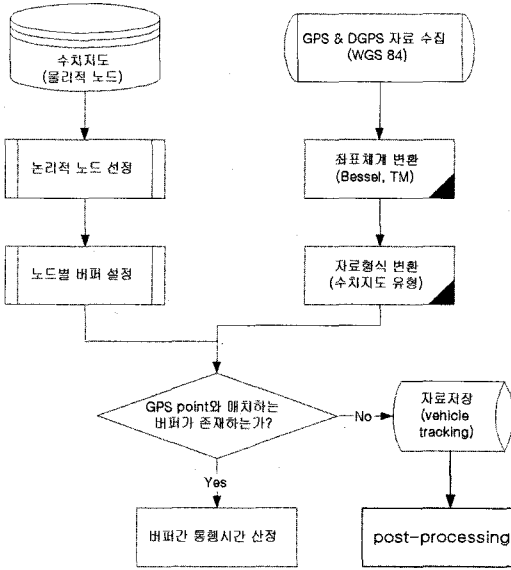 수치지도
(물리적 노드)
GPS & DGPS 자료 수집
(WGS 84)
논리적 노드 선정
좌표체계 변환
(Bessel, TM)
노드별 버퍼 설정
자료형식 변환
(수치지도 유형)
GPS point와 매치하는
버퍼가 존재하는가?
No
자료저장
(vehicle
tracking)
Yes
버퍼간 통행시간 산정
post-processing